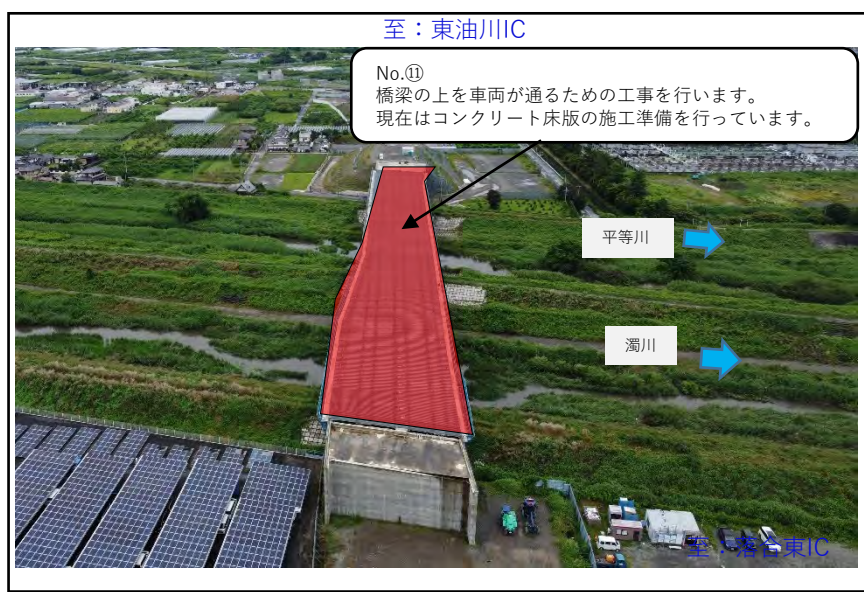 至：東油川IC
No.⑪
橋梁の上を車両が通るための工事を行います。
現在はコンクリート床版の施工準備を行っています。
平等川
濁川
至：落合東IC